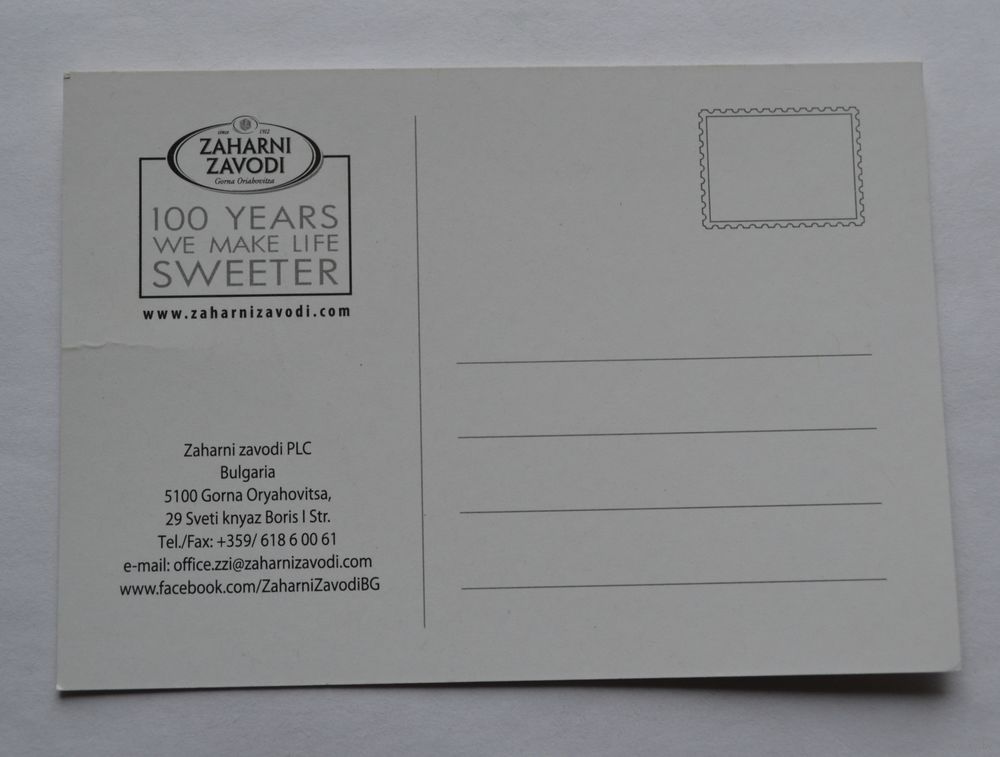 since 1912
ZAHARNI
ZAVODI
Gorna Oriahovitza
100 YEARS
WE MAKE LIFE
SWEETER
www.zaharnizavodi.com
Zaharni zavodi PLC
Bulgaria
5100 Gorna Oryahovitsa,
29 Sveti knyaz Boris I Str.
Tel./Fax: +359/ 618 6 00 61
e-mail: office.zzi@zaharnizavodi.com
www.facebook.com/ZaharniZavodiBG